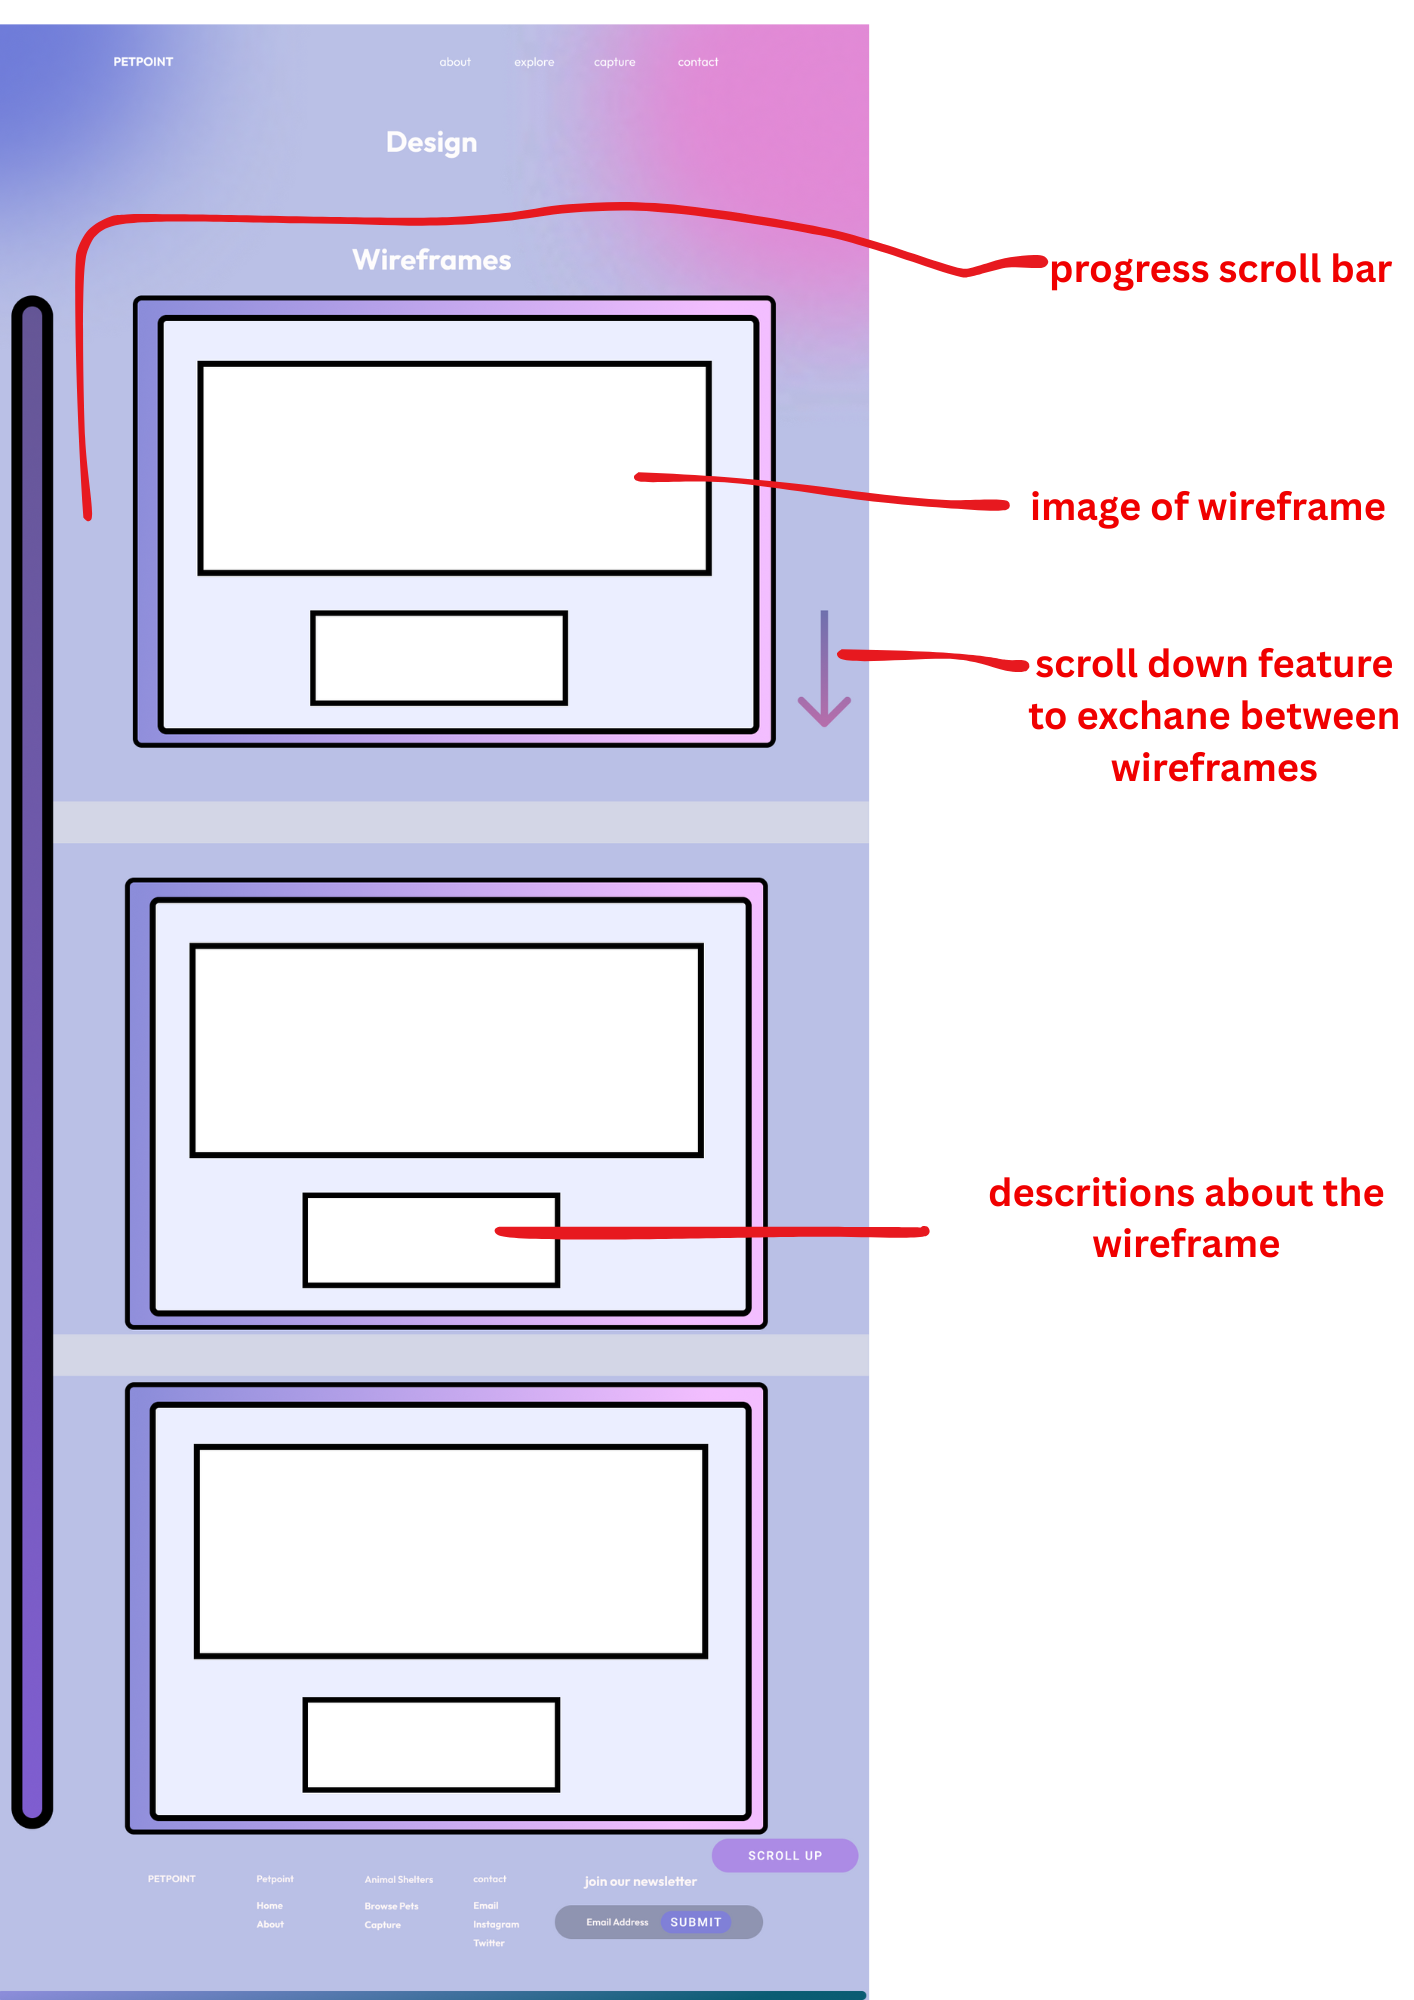 PETPOINT about explore capture contact
Design
Wireframes
progress scroll bar
image of wireframe
scroll down feature
to exchane between
wireframes
descritions about the
wireframe
SCROLL UP
PETPOINT
Petpoint
Home
About
Animal Shelters
Browse Pets
Capture
contact
Email
Instagram
Twitter
join our newsletter
Email Address SUBMIT